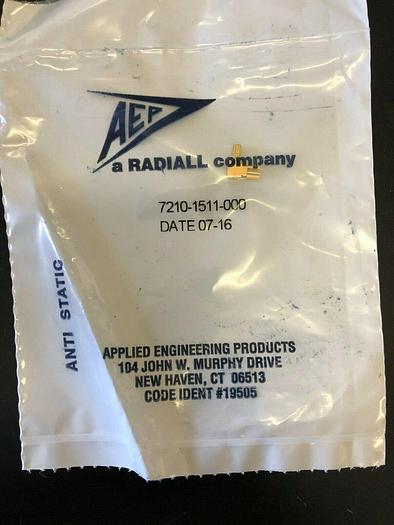 AEP
a RADIALL company
7210-1511-000
DATE 07-16
ANTI STATIC
APPLIED ENGINEERING PRODUCTS
104 JOHN W. MURPHY DRIVE
NEW HAVEN, CT 06513
CODE IDENT #19505